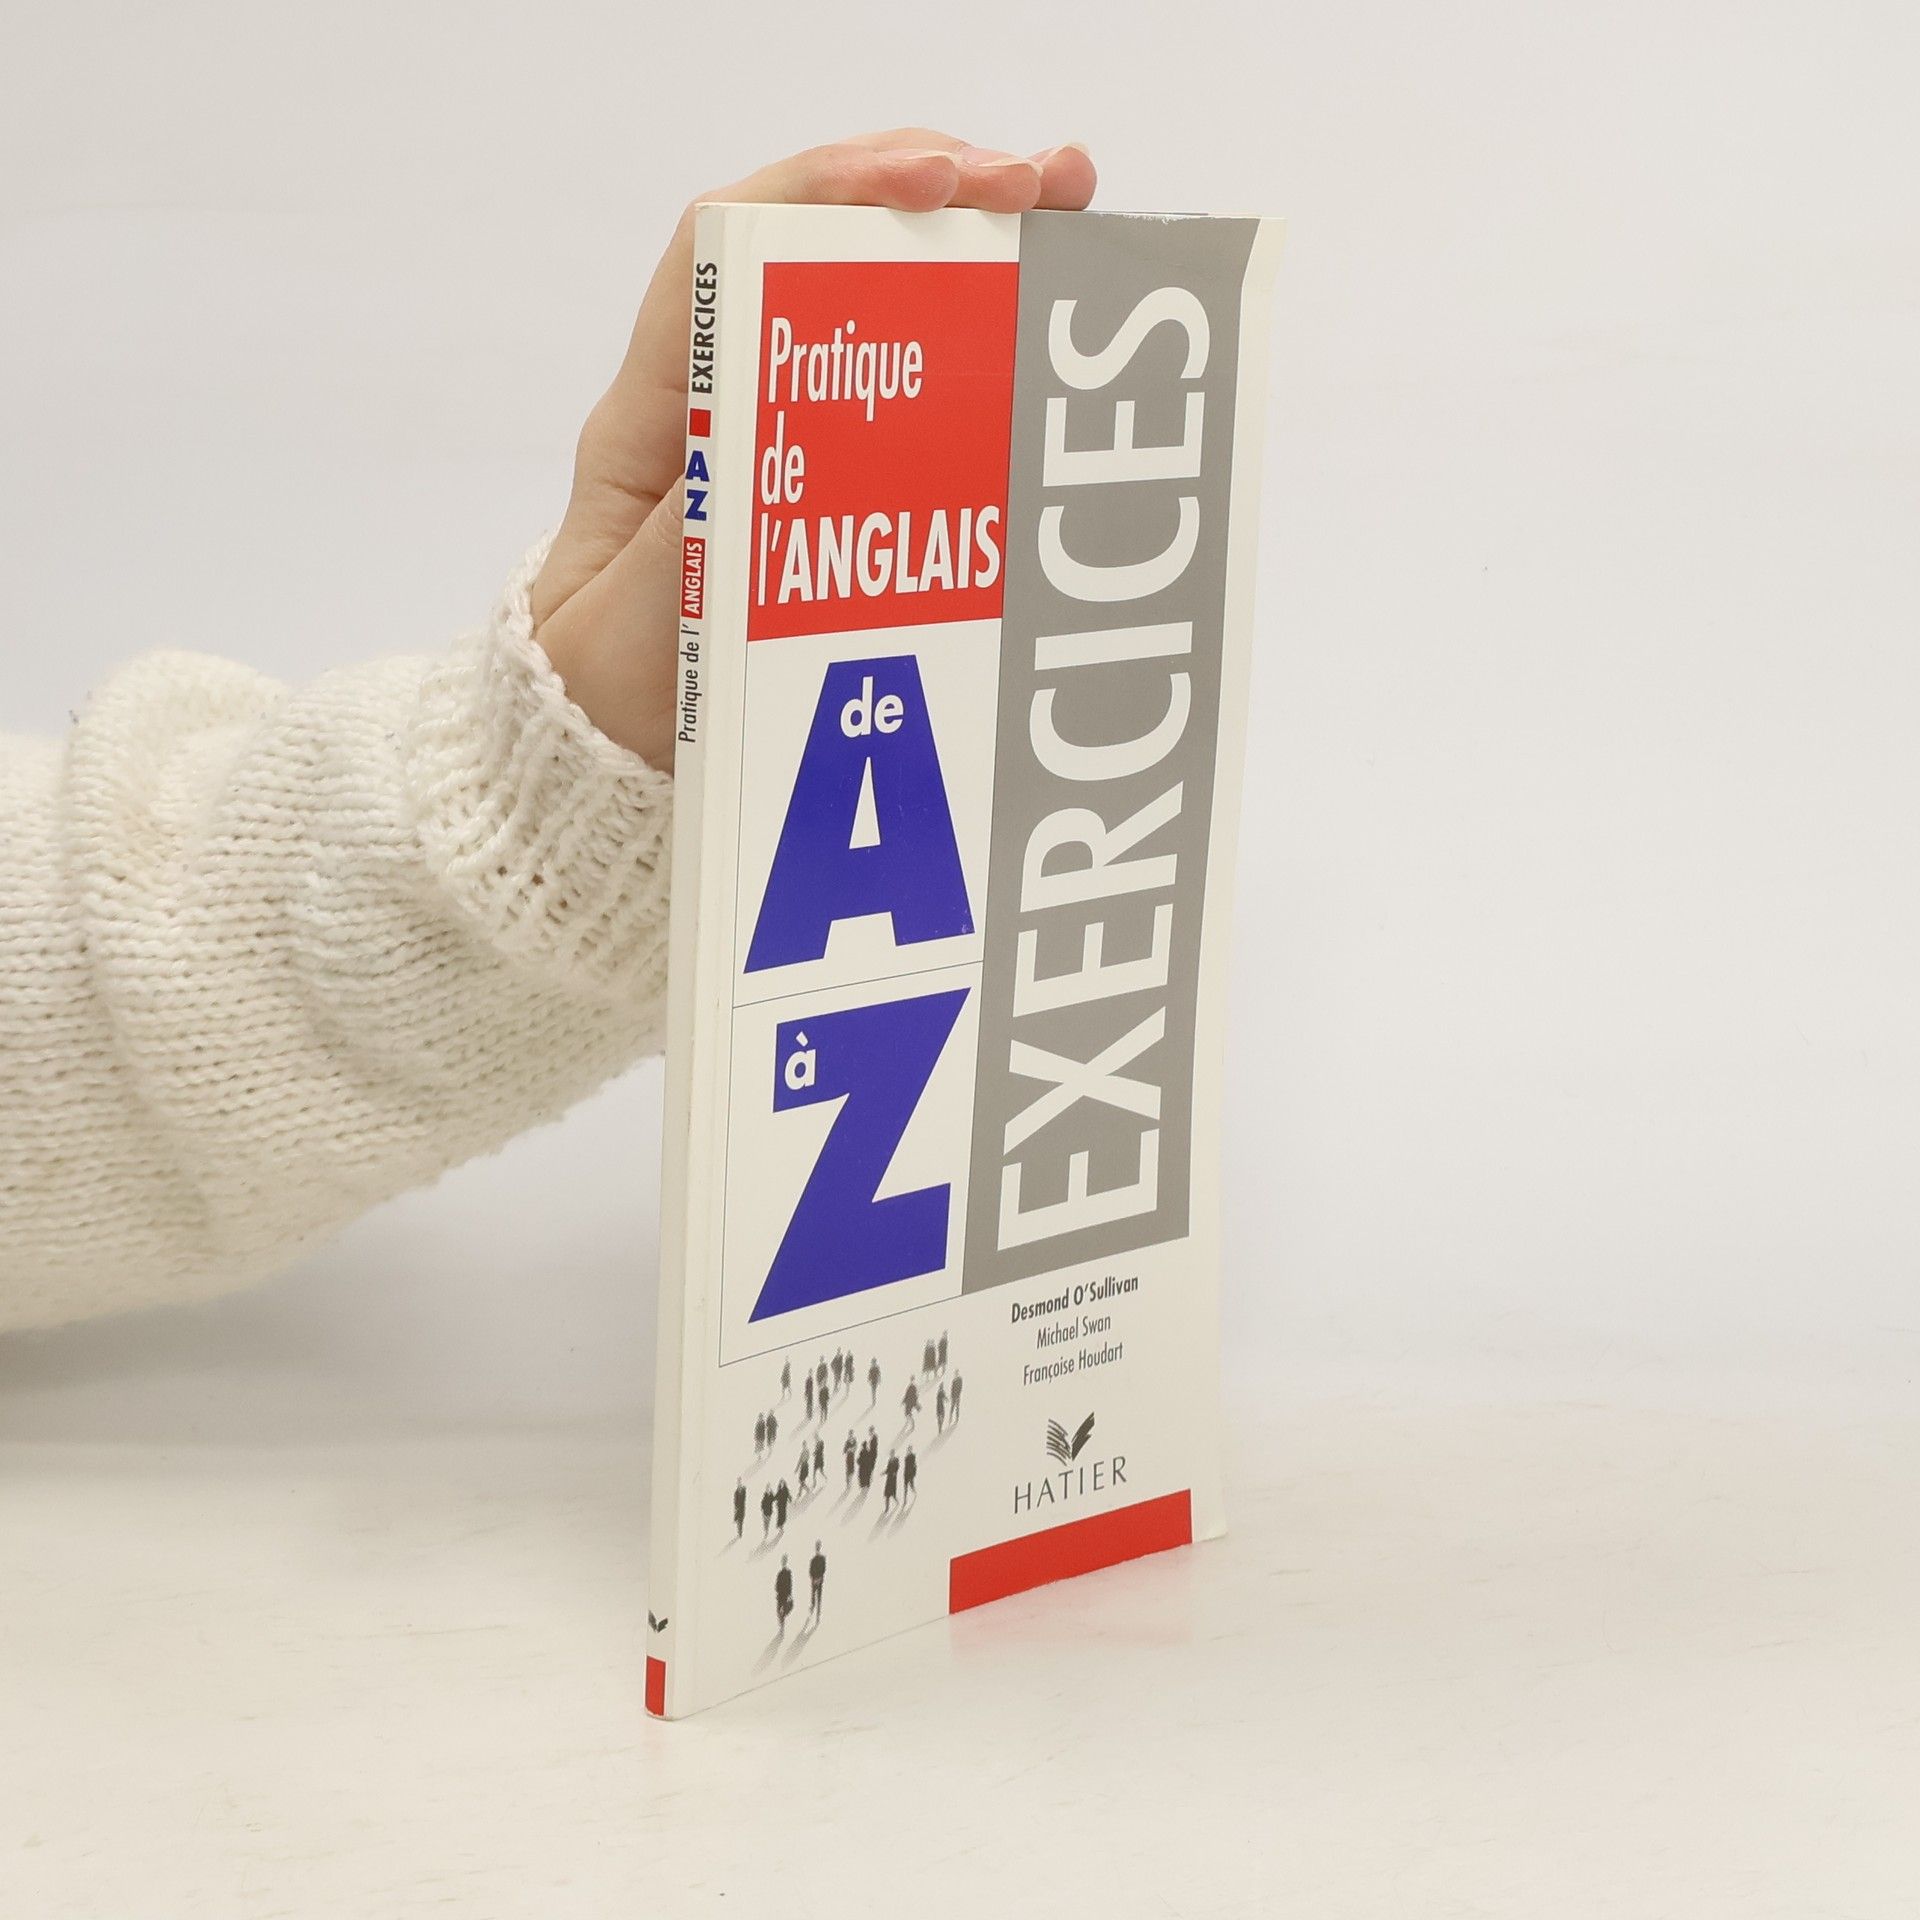 Pratique de l' ANGLAIS A Z EXERCICES
Pratique
de
l'ANGLAIS
de
A
à
Z
EXERCICES
Desmond O'Sullivan
Michael Swan
Françoise Houdart
HATIER